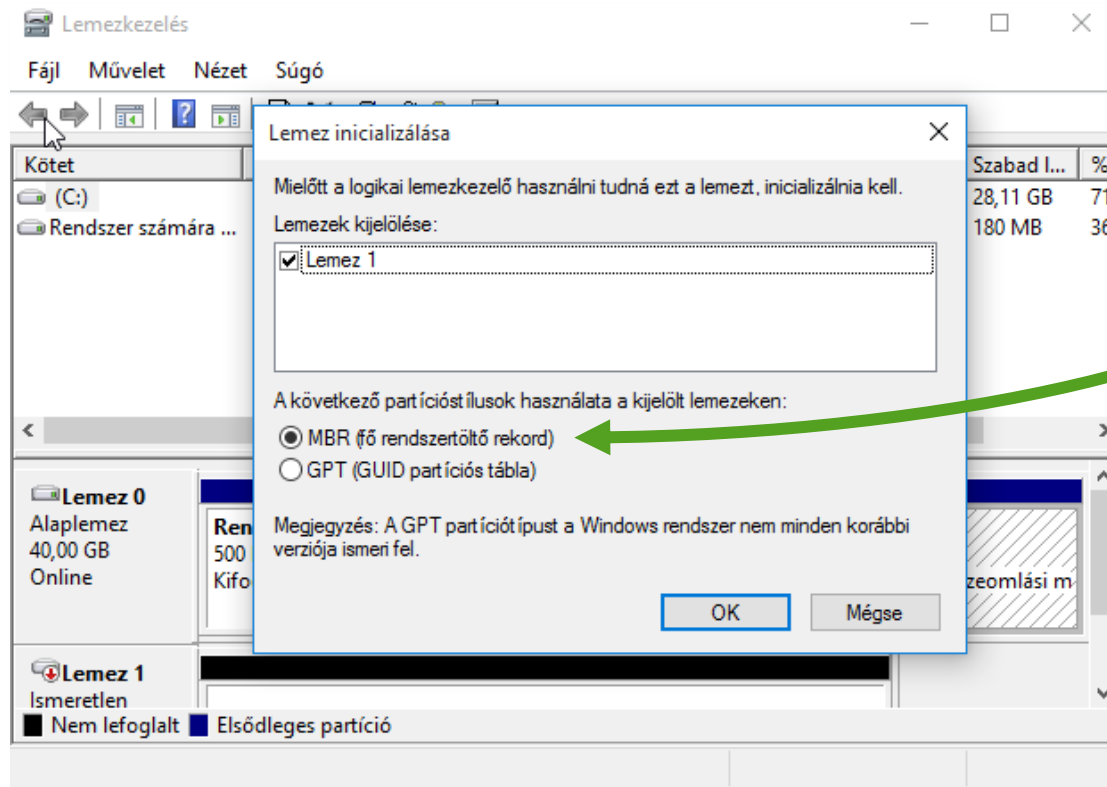 Lemezkezelés
Fájl Művelet Nézet Súgó
Lemez inicializálása
Kötet Szabad l... %
Mielőtt a logikai lemezkezelő használni tudná ezt a lemezt, inicializálnia kell.
(C:) 28,11 GB 71
Rendszer számára ... 180 MB 36
Lemezek kijelölése:
Lemez 1
A következő partícióstílusok használata a kijelölt lemezeken:
MBR (fő rendszertöltő rekord)
GPT (GUID partíciós tábla)
Megjegyzés: A GPT partíciótípust a Windows rendszer nem minden korábbi
verziója ismeri fel.
OK Mégse
Lemez 0
Alaplemez
40,00 GB
Online
Ren
500
Kifo
zeomlási m
Lemez 1
Ismeretlen
Nem lefoglalt Elsődleges partíció